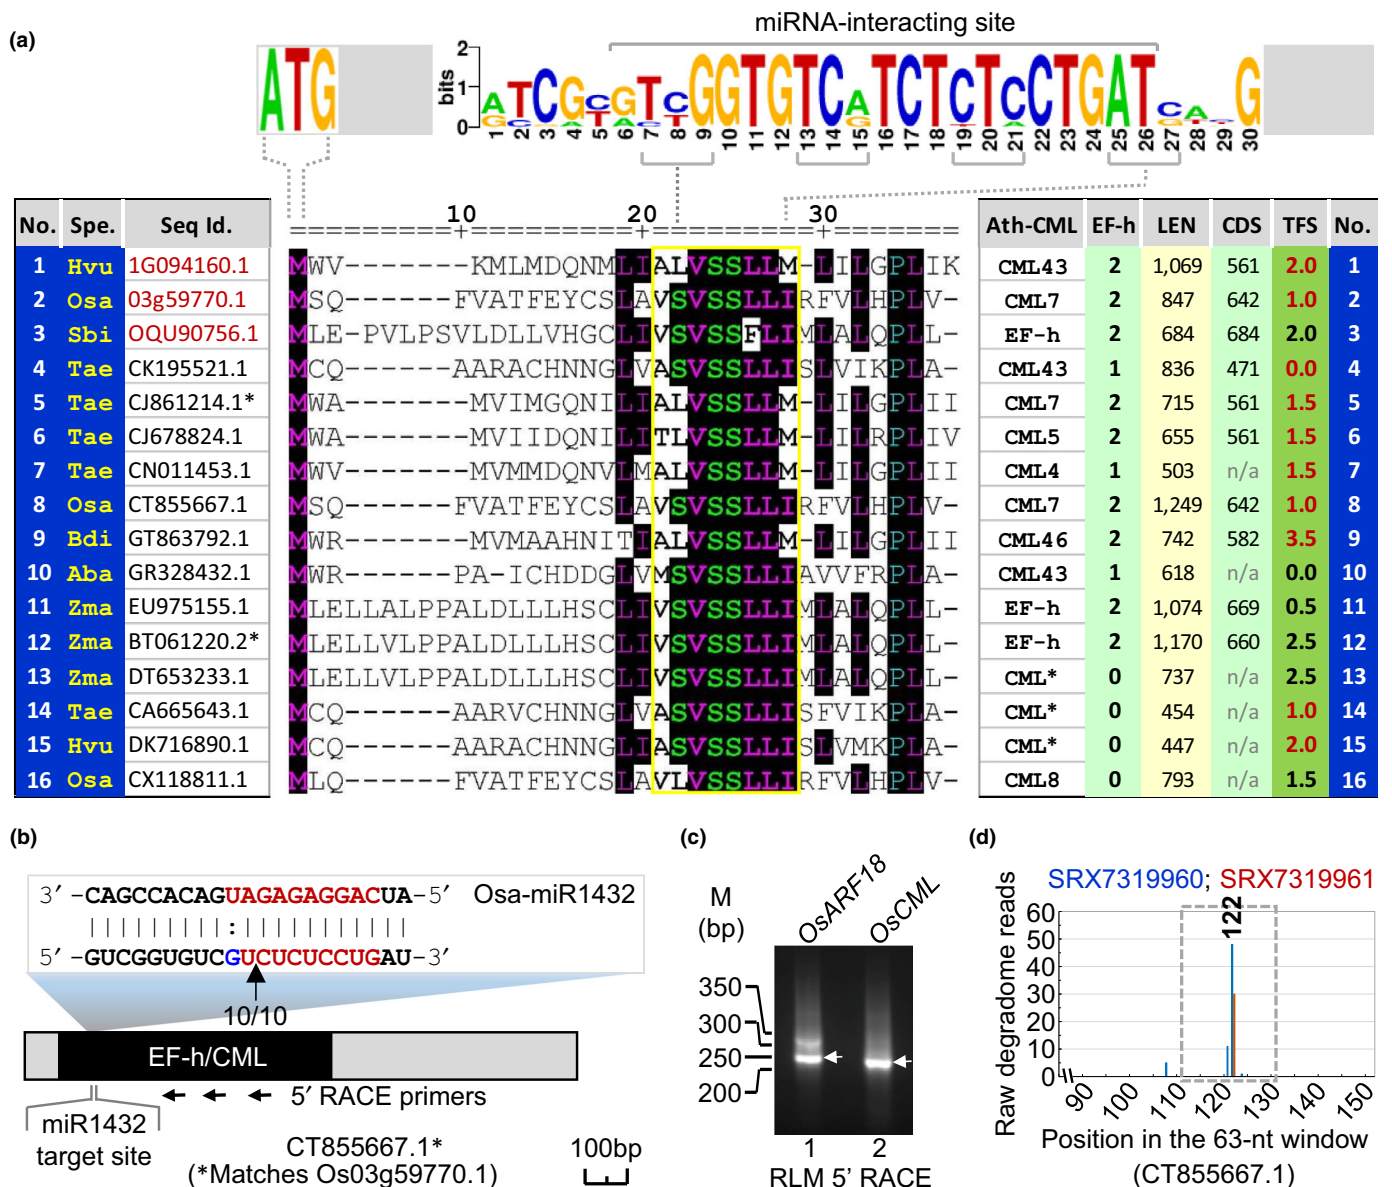 (a)
miRNA-interacting site
ATG
bits
2
1
0
ATCGCGTCGGTGTCATCTCTCCTGATCACG
1 2 3 4 5 6 7 8 9 10 11 12 13 14 15 16 17 18 19 20 21 22 23 24 25 26 27 28 29 30
No. Spe. Seq Id. 10 20 30 Ath-CML EF-h LEN CDS TFS No.
1 Hvu 1G094160.1 MWV-------KMLMDQNMLIALVSSLLM-LILGPLIK CML43 2 1,069 561 2.0 1
2 Osa 03g59770.1 MSQ------FVATFEYCSLAVSVSSLLIRFVLHPLV- CML7 2 847 642 1.0 2
3 Sbi OQU90756.1 MLE-PVLPSVLDLLVHGCLIVSVSSFLIMLALQPLL- EF-h 2 684 684 2.0 3
4 Tae CK195521.1 MCQ------AARACHNNGLVASVSSLLISLVIKPLA- CML43 1 836 471 0.0 4
5 Tae CJ861214.1* MWA-------MVIMGQNILIALVSSLLM-LILGPLII CML7 2 715 561 1.5 5
6 Tae CJ678824.1 MWA-------MVIIDQNILITLVSSLLM-LILRPLIV CML5 2 655 561 1.5 6
7 Tae CN011453.1 MWV-------MVMMDQNVLMALVSSLLM-LILGPLII CML4 1 503 n/a 1.5 7
8 Osa CT855667.1 MSQ------FVATFEYCSLAVSVSSLLIRFVLHPLV- CML7 2 1,249 642 1.0 8
9 Bdi GT863792.1 MWR-------MVMAAHNITIALVSSLLM-LILGPLII CML46 2 742 582 3.5 9
10 Aba GR328432.1 MWR------PA-ICHDDGLVMSVSSLLIAVVFRPLA- CML43 1 618 n/a 0.0 10
11 Zma EU975155.1 MLELLALPPALDLLLHSCLIVSVSSLLIMLALQPLL- EF-h 2 1,074 669 0.5 11
12 Zma BT061220.2* MLELLVLPPALDLLLHSCLIVSVSSLLIMLALQPLL- EF-h 2 1,170 660 2.5 12
13 Zma DT653233.1 MLELLVLPPALDLLLHSCLIVSVSSLLIMLALQPLL- CML* 0 737 n/a 2.5 13
14 Tae CA665643.1 MCQ------AARVCHNNGLVASVSSLLISFVIKPLA- CML* 0 454 n/a 1.0 14
15 Hvu DK716890.1 MCQ------AARACHNNGLIASVSSLLISLVMKPLA- CML* 0 447 n/a 2.0 15
16 Osa CX118811.1 MLQ------FVATFEYCSLAVLVSSLLIRFVLHPLV- CML8 0 793 n/a 1.5 16
(b)
3′ -CAGCCACAGUAGAGAGGACUA-5′ Osa-miR1432
|||||||||:|||||||||||
5′ -GUCGGUGUCGUCUCUCCUGAU-3′
10/10
EF-h/CML
5′ RACE primers
miR1432
target site
CT855667.1*
(*Matches Os03g59770.1)
100bp
(c)
M
(bp)
OsARF18
OsCML
350
300
250
200
1 2
RLM 5’ RACE
(d)
SRX7319960; SRX7319961
Raw degradome reads
60
50
40
30
20
10
0
122
90 100 110 120 130 140 150
Position in the 63-nt window
(CT855667.1)